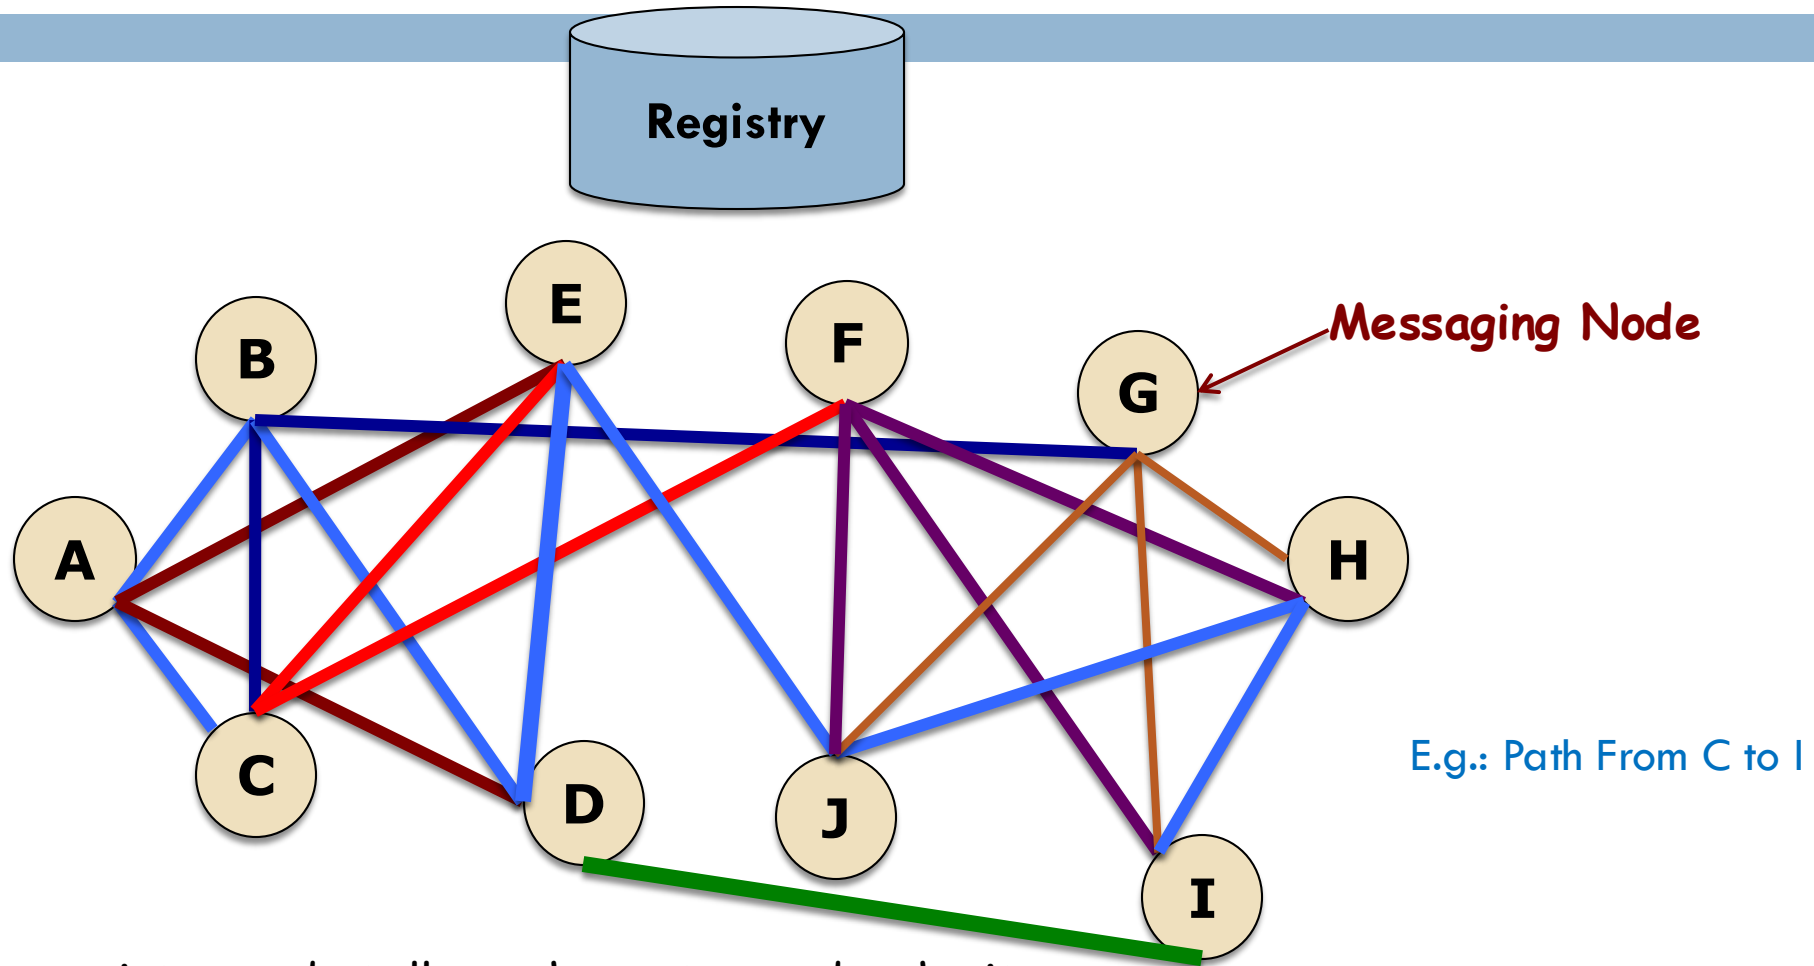 Registry
E
B
F
Messaging Node
G
A
H
C
D
J
E.g.: Path From C to I
I